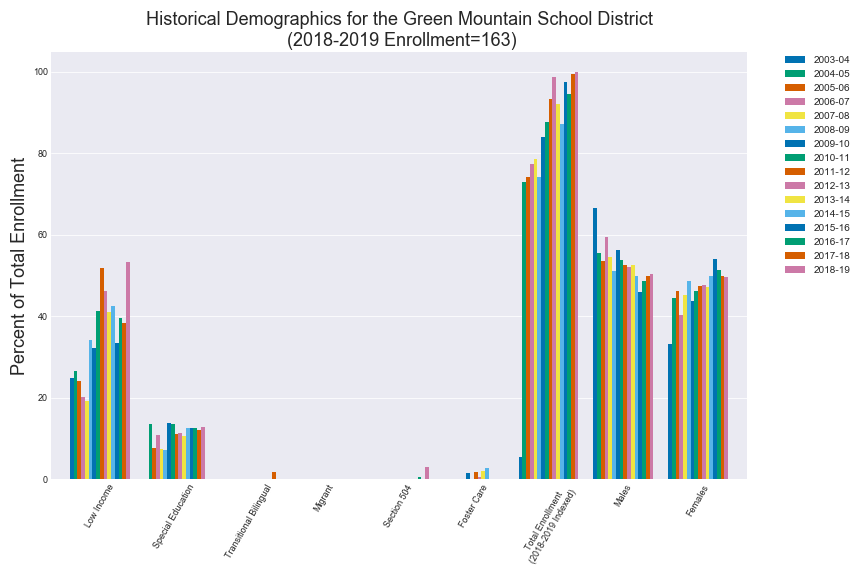 Historical Demographics for the Green Mountain School District
(2018-2019 Enrollment=163)
Percent of Total Enrollment
100
80
60
40
20
0
Low Income
Special Education
Transitional Bilingual
Migrant
Section 504
Foster Care
Total Enrollment
(2018-2019 Indexed)
Males
Females
2003-04
2004-05
2005-06
2006-07
2007-08
2008-09
2009-10
2010-11
2011-12
2012-13
2013-14
2014-15
2015-16
2016-17
2017-18
2018-19